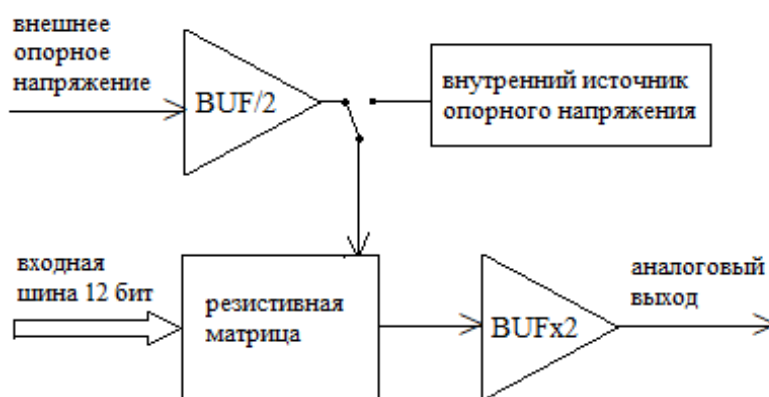 внешнее
опорное
напряжение
BUF/2
внутренний источник
опорного напряжения
входная
шина 12 бит
резистивная
матрица
BUFx2
аналоговый
выход